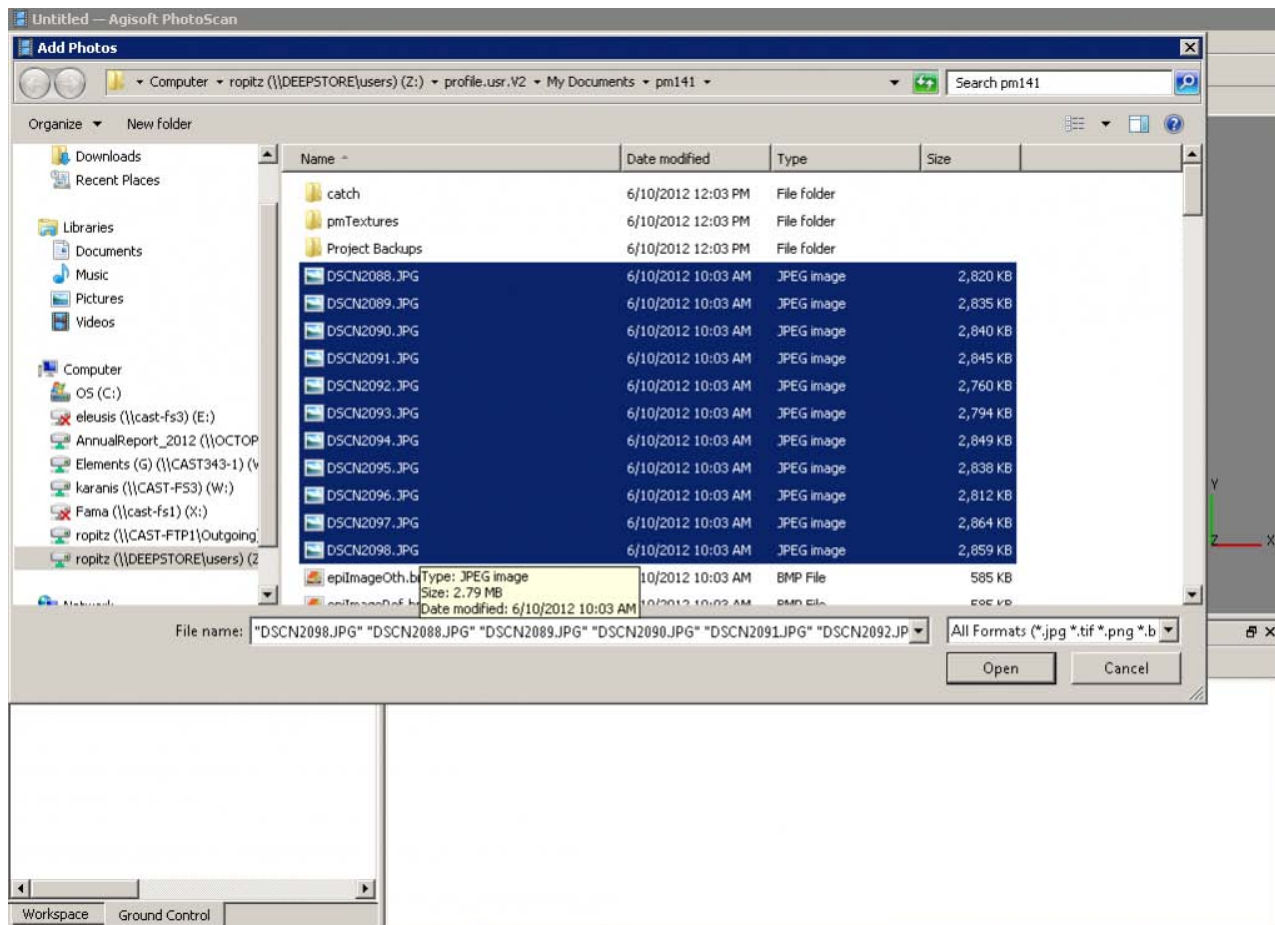 Untitled — Agisoft PhotoScan
Add Photos
Computer ropitz (\\DEEPSTORE\users) (Z:) profile.usr.V2 My Documents pm141
Search pm141
Organize New folder
Downloads
Recent Places
Libraries
Documents
Music
Pictures
Videos
Computer
OS (C:)
eleusis (\\cast-fs3) (E:)
AnnualReport_2012 (\\OCTOP
Elements (G) (\\CAST343-1) (V
karanis (\\CAST-FS3) (W:)
Fama (\\cast-fs1) (X:)
ropitz (\\CAST-FTP1\Outgoing)
ropitz (\\DEEPSTORE\users) (Z
Name Date modified Type Size
catch 6/10/2012 12:03 PM File folder
pmTextures 6/10/2012 12:03 PM File folder
Project Backups 6/10/2012 12:03 PM File folder
DSCN2088.JPG 6/10/2012 10:03 AM JPEG image 2,820 KB
DSCN2089.JPG 6/10/2012 10:03 AM JPEG image 2,835 KB
DSCN2090.JPG 6/10/2012 10:03 AM JPEG image 2,840 KB
DSCN2091.JPG 6/10/2012 10:03 AM JPEG image 2,845 KB
DSCN2092.JPG 6/10/2012 10:03 AM JPEG image 2,760 KB
DSCN2093.JPG 6/10/2012 10:03 AM JPEG image 2,794 KB
DSCN2094.JPG 6/10/2012 10:03 AM JPEG image 2,849 KB
DSCN2095.JPG 6/10/2012 10:03 AM JPEG image 2,838 KB
DSCN2096.JPG 6/10/2012 10:03 AM JPEG image 2,812 KB
DSCN2097.JPG 6/10/2012 10:03 AM JPEG image 2,864 KB
DSCN2098.JPG 6/10/2012 10:03 AM JPEG image 2,859 KB
epiImageOth.b 10/2012 10:03 AM BMP File 585 KB
Type: JPEG image
Size: 2.79 MB
Date modified: 6/10/2012 10:03 AM
File name: "DSCN2098.JPG" "DSCN2088.JPG" "DSCN2089.JPG" "DSCN2090.JPG" "DSCN2091.JPG" "DSCN2092.JP
All Formats (*.jpg *.tif *.png *.b
Open Cancel
Y
Z X
Workspace Ground Control